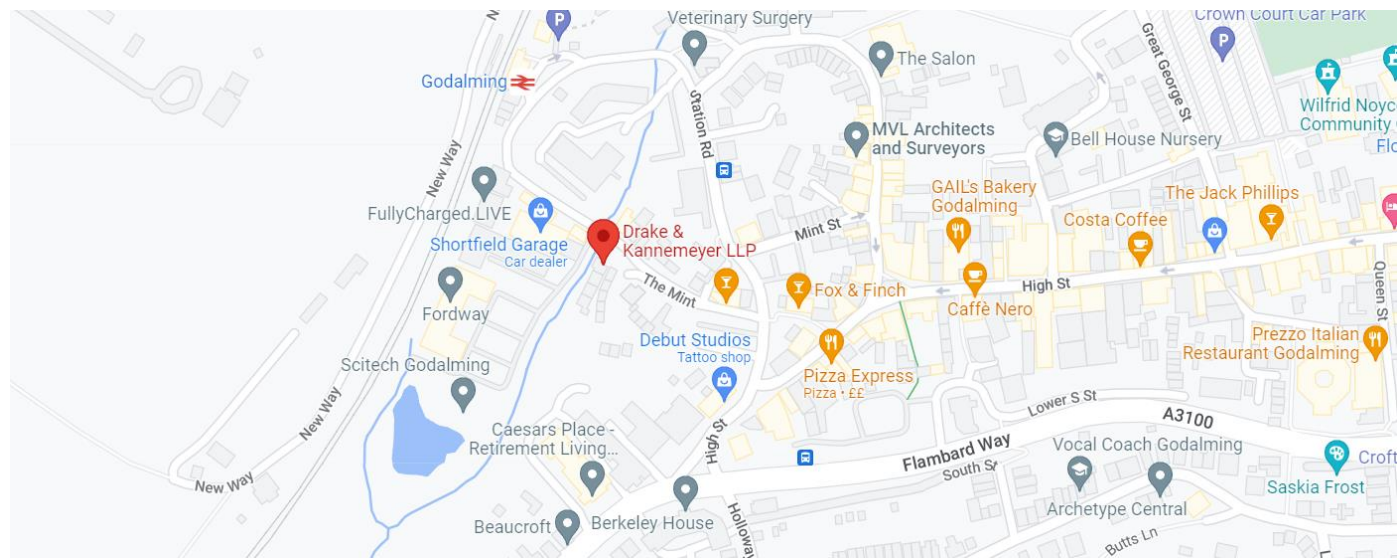 Veterinary Surgery
Crown Court Car Park
P
P
The Salon
Great George St
Godalming
Wilfrid Noyc
Community
New Way
Station Rd
MVL Architects
and Surveyors
Bell House Nursery
Flo
FullyCharged.LIVE
GAIL's Bakery
Godalming
The Jack Phillips
Costa Coffee
Mint St
Shortfield Garage
Car dealer
Drake &
Kannemeyer LLP
The Mint
Fox & Finch
High St
Caffè Nero
Queen St
Fordway
Debut Studios
Tattoo shop
Prezzo Italian
Restaurant Godalming
Scitech Godalming
Pizza Express
Pizza • ££
New Way
New Way
Lower S St
A3100
Caesars Place -
Retirement Living...
High St
Flambard Way
South St
Vocal Coach Godalming
Croft
Saskia Frost
Archetype Central
Beaucroft
Berkeley House
Holloway
Butts Ln